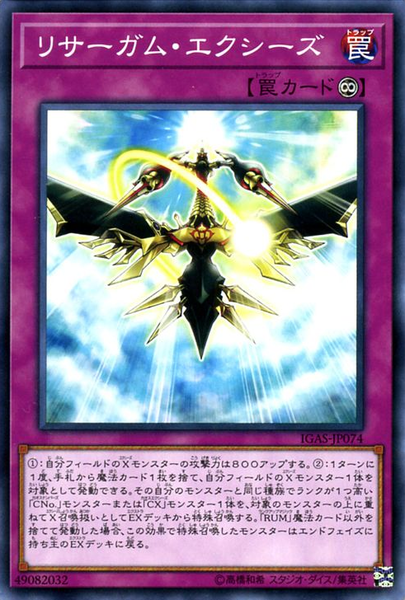 リサーガム・エクシーズ
トラップ
罠
トラップ
【罠カード】
IGAS-JP074
①:自分フィールドのXモンスターの攻撃力は800アップする。②:1ターンに
1度、手札から魔法カード1枚を捨て、自分フィールドのXモンスター1体を
対象として発動できる。その自分のモンスターと同じ種族でランクが1つ高い
「CNo.」モンスターまたは「CX」モンスター1体を、対象のモンスターの上に重
ねてX召喚扱いとしてEXデッキから特殊召喚する。「RUM」魔法カード以外を
捨てて発動した場合、この効果で特殊召喚したモンスターはエンドフェイズに
持ち主のEXデッキに戻る。
49082032
©高橋和希 スタジオ・ダイス/集英社